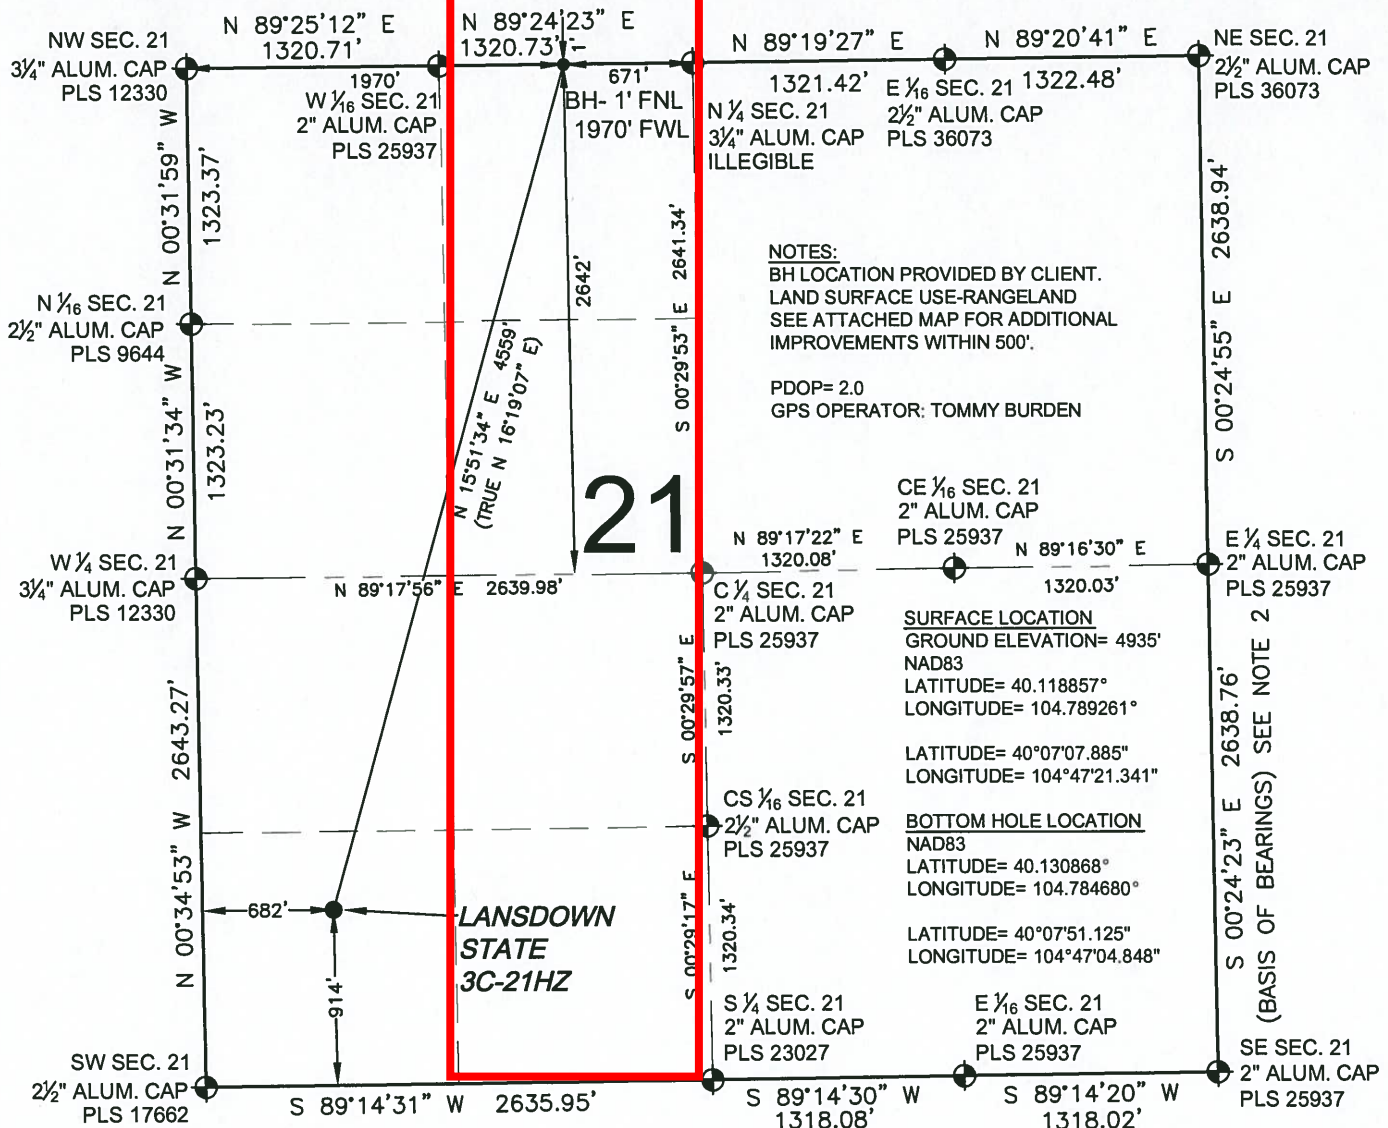 N 89°25'12" E
1320.71'
N 89°24'23" E
1320.73'
1'
N 89°19'27" E
1321.42'
N 89°20'41" E
1322.48'
NW SEC. 21
3¼" ALUM. CAP
PLS 12330
1970'
W 1/16 SEC. 21
2" ALUM. CAP
PLS 25937
671'
BH- 1' FNL
1970' FWL
N ¼ SEC. 21
3¼" ALUM. CAP
ILLEGIBLE
E 1/16 SEC. 21
2½" ALUM. CAP
PLS 36073
NE SEC. 21
2½" ALUM. CAP
PLS 36073
N 00°31'59" W
1323.37'
2642'
S 00°29'53" E 2641.34'
S 00°24'55" E 2638.94'
NOTES:
BH LOCATION PROVIDED BY CLIENT.
LAND SURFACE USE-RANGELAND
SEE ATTACHED MAP FOR ADDITIONAL
IMPROVEMENTS WITHIN 500'.
PDOP= 2.0
GPS OPERATOR: TOMMY BURDEN
N 1/16 SEC. 21
2½" ALUM. CAP
PLS 9644
N 15°51'34" E 4559'
(TRUE N 16°19'07" E)
N 00°31'34" W
1323.23'
21
CE 1/16 SEC. 21
2" ALUM. CAP
PLS 25937
N 89°17'22" E
1320.08'
N 89°16'30" E
1320.03'
E ¼ SEC. 21
2" ALUM. CAP
PLS 25937
W ¼ SEC. 21
3¼" ALUM. CAP
PLS 12330
N 89°17'56" E 2639.98'
C ¼ SEC. 21
2" ALUM. CAP
PLS 25937
SURFACE LOCATION
GROUND ELEVATION= 4935'
NAD83
LATITUDE= 40.118857°
LONGITUDE= 104.789261°
LATITUDE= 40°07'07.885"
LONGITUDE= 104°47'21.341"
BOTTOM HOLE LOCATION
NAD83
LATITUDE= 40.130868°
LONGITUDE= 104.784680°
LATITUDE= 40°07'51.125"
LONGITUDE= 104°47'04.848"
N 00°34'53" W 2643.27'
S 00°29'57" E
1320.33'
CS 1/16 SEC. 21
2½" ALUM. CAP
PLS 25937
S 00°29'17" E
1320.34'
S 00°24'23" E 2638.76'
(BASIS OF BEARINGS) SEE NOTE 2
682'
914'
LANSDOWN
STATE
3C-21HZ
SW SEC. 21
2½" ALUM. CAP
PLS 17662
S 89°14'31" W 2635.95'
S ¼ SEC. 21
2" ALUM. CAP
PLS 23027
E 1/16 SEC. 21
2" ALUM. CAP
PLS 25937
SE SEC. 21
2" ALUM. CAP
PLS 25937
S 89°14'30" W
1318.08'
S 89°14'20" W
1318.02'